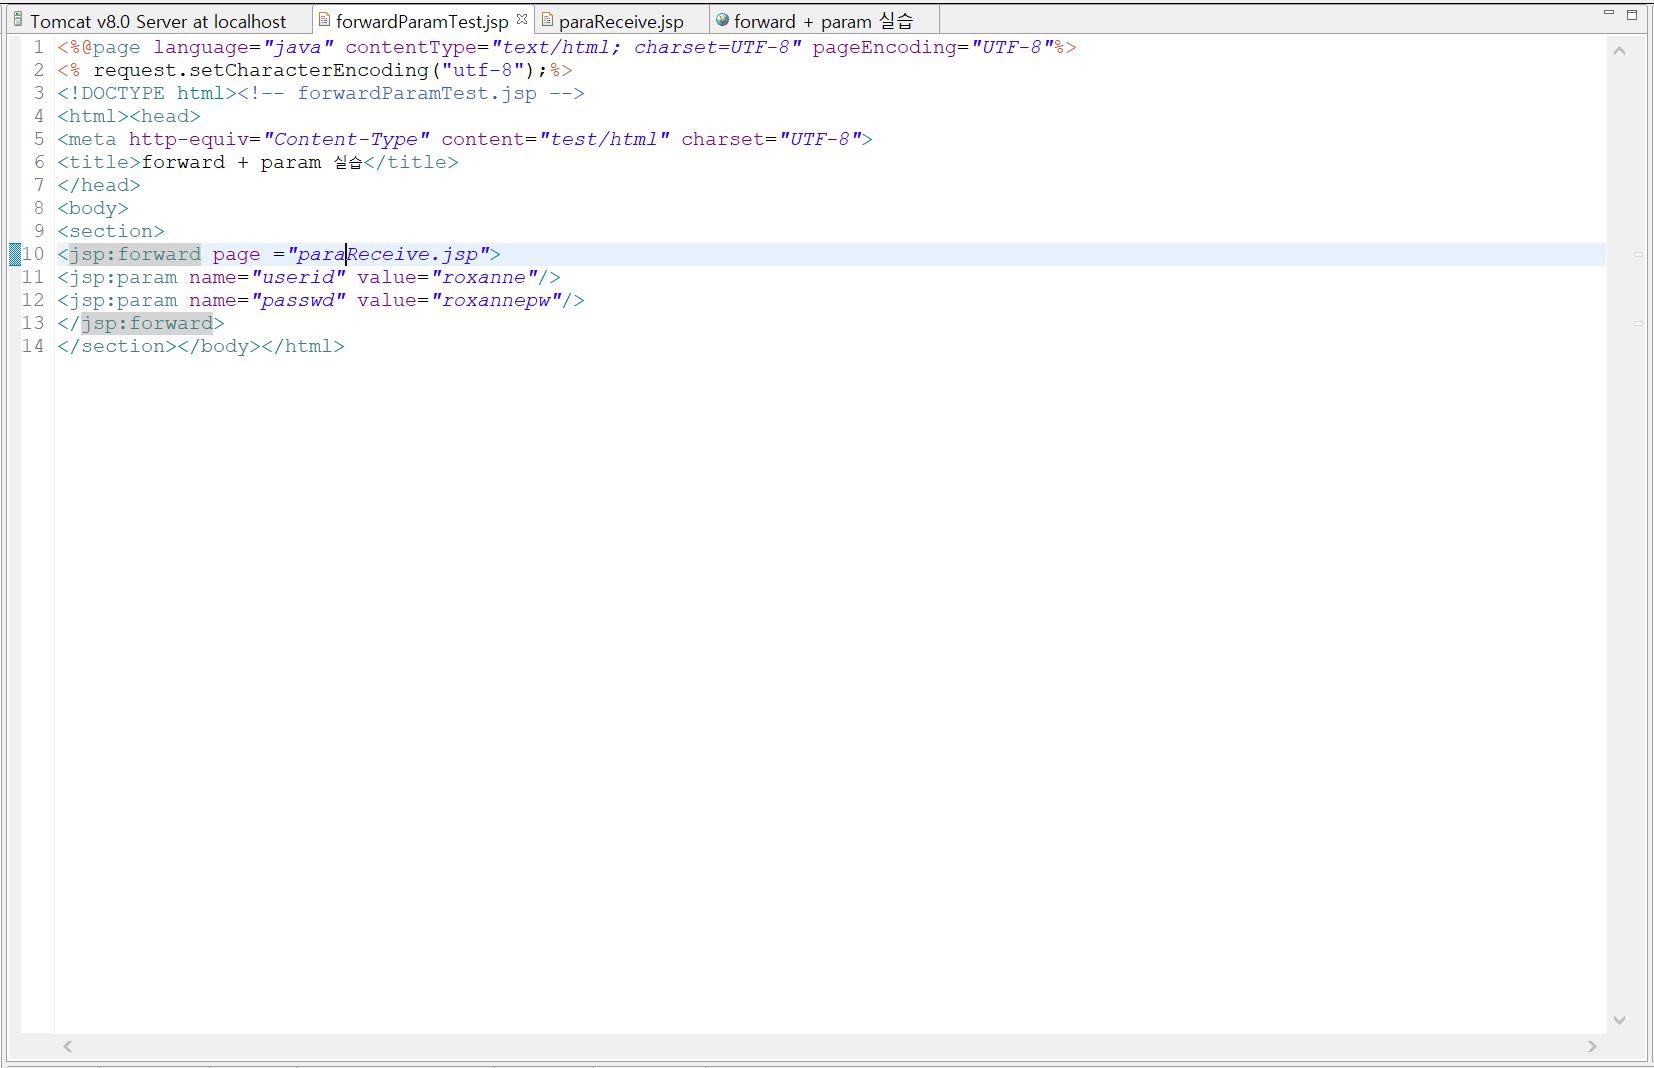 Tomcat v8.0 Server at localhost forwardParamTest.jsp paraReceive.jsp forward + param 실습
1 <%@page language="java" contentType="text/html; charset=UTF-8" pageEncoding="UTF-8"%>
2 <% request.setCharacterEncoding("utf-8");%>
3 <!DOCTYPE html><!-- forwardParamTest.jsp -->
4 <html><head>
5 <meta http-equiv="Content-Type" content="test/html" charset="UTF-8">
6 <title>forward + param 실습</title>
7 </head>
8 <body>
9 <section>
10 <jsp:forward page ="paraReceive.jsp">
11 <jsp:param name="userid" value="roxanne"/>
12 <jsp:param name="passwd" value="roxannepw"/>
13 </jsp:forward>
14 </section></body></html>